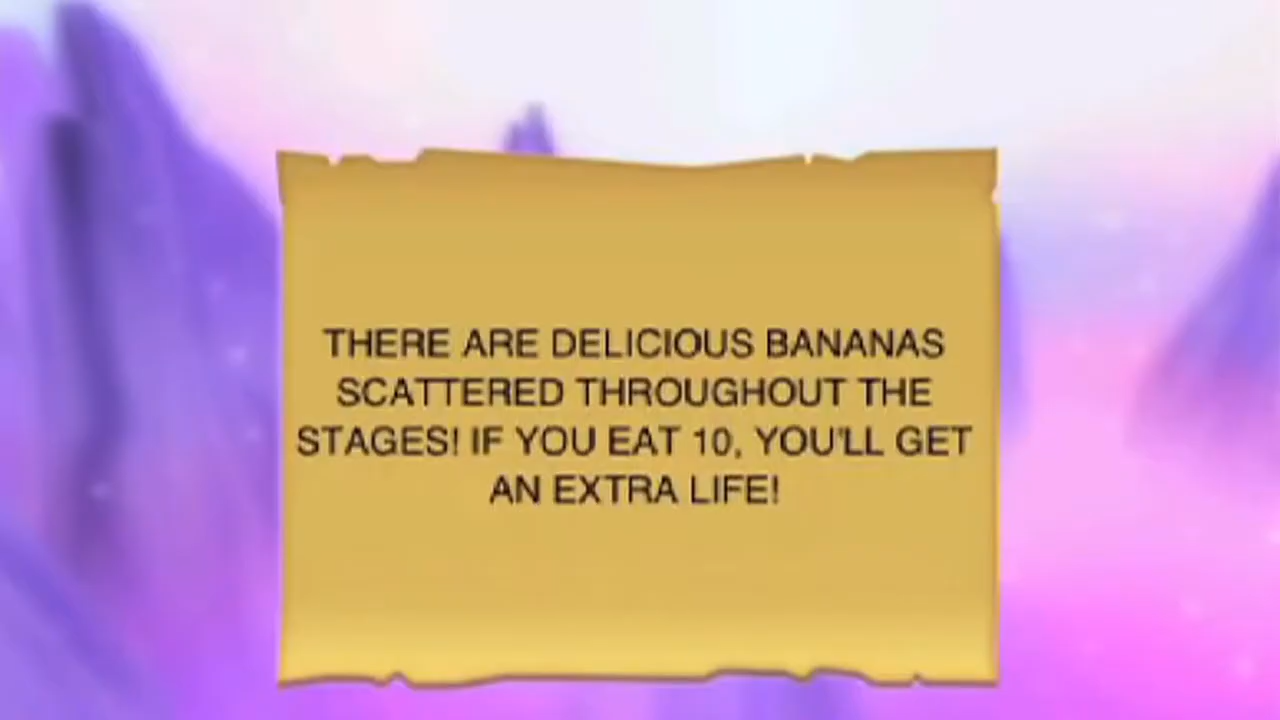 THERE ARE DELICIOUS BANANAS
SCATTERED THROUGHOUT THE
STAGES! IF YOU EAT 10, YOU'LL GET
AN EXTRA LIFE!